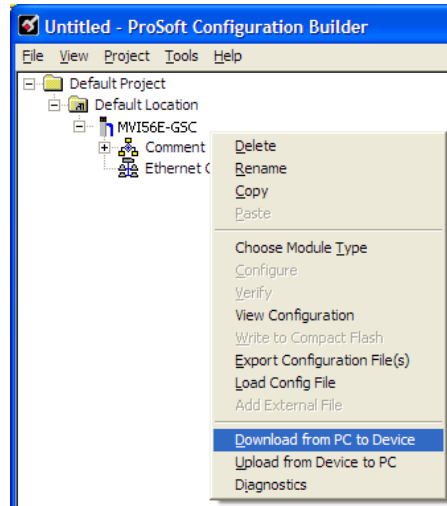 Untitled - ProSoft Configuration Builder
File View Project Tools Help
Default Project
Default Location
MVI56E-GSC
Comment
Ethernet C
Delete
Rename
Copy
Paste
Choose Module Type
Configure
Verify
View Configuration
Write to Compact Flash
Export Configuration File(s)
Load Config File
Add External File
Download from PC to Device
Upload from Device to PC
Diagnostics